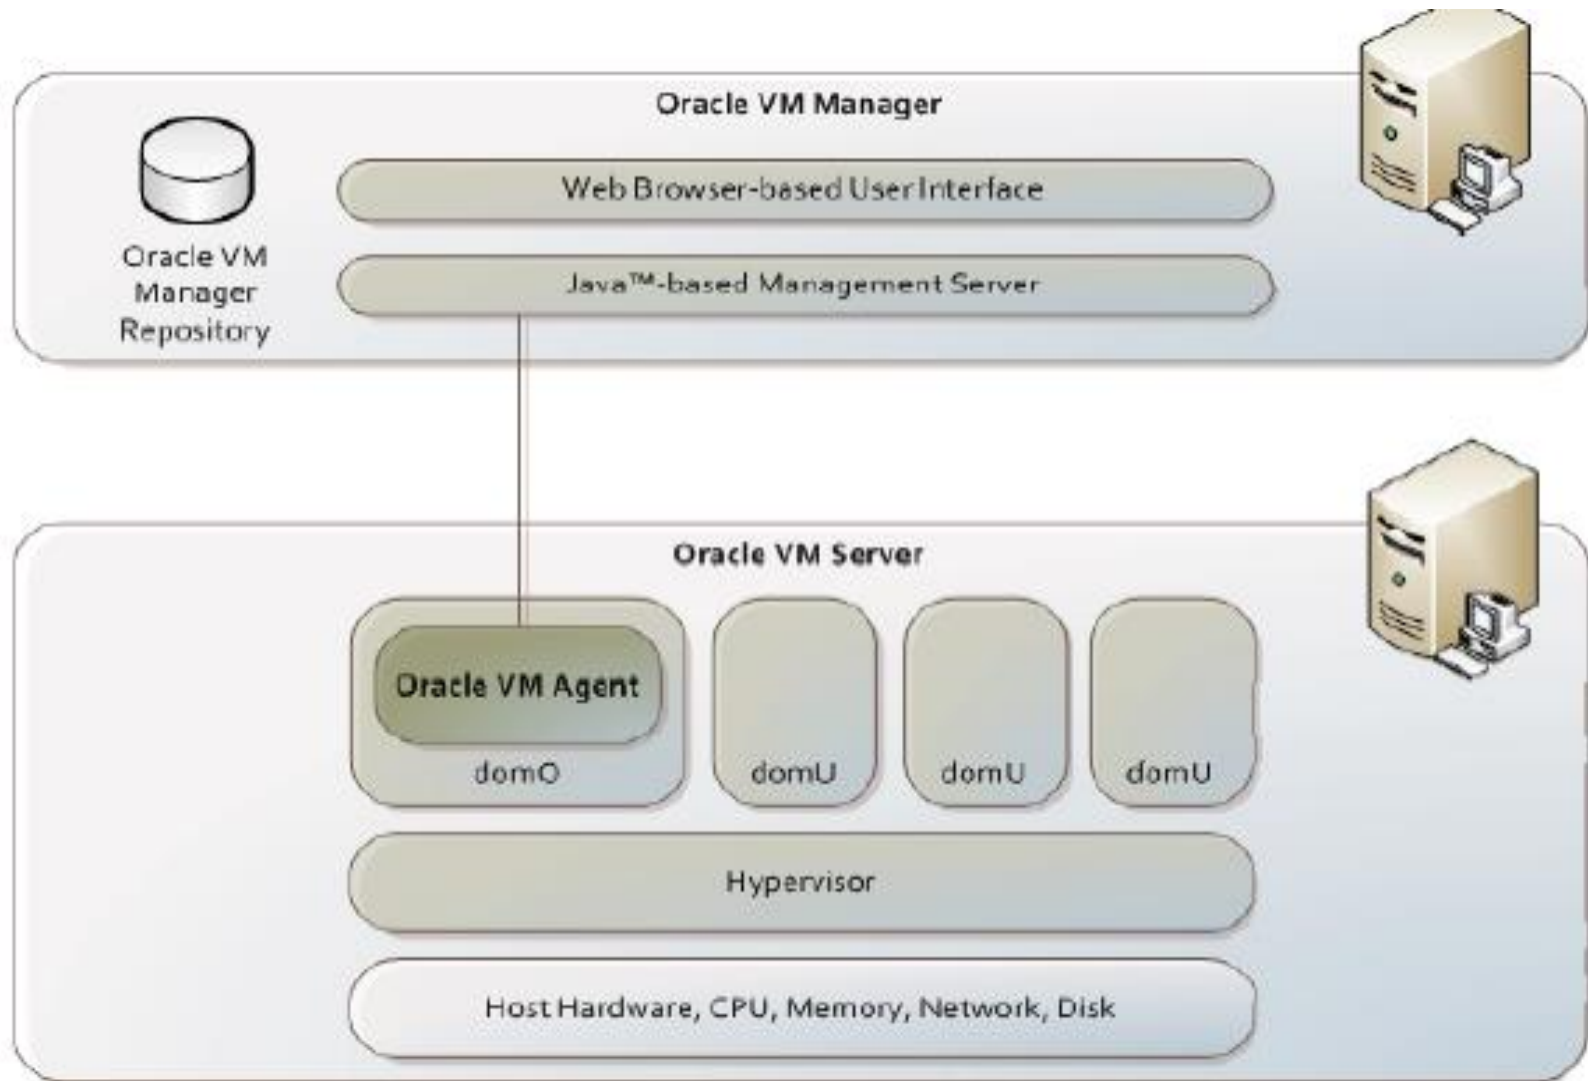 Oracle VM Manager
Web Browser-based User Interface
Oracle VM
Manager
Repository
Java™-based Management Server
Oracle VM Server
Oracle VM Agent
dom0
domU
domU
domU
Hypervisor
Host Hardware, CPU, Memory, Network, Disk